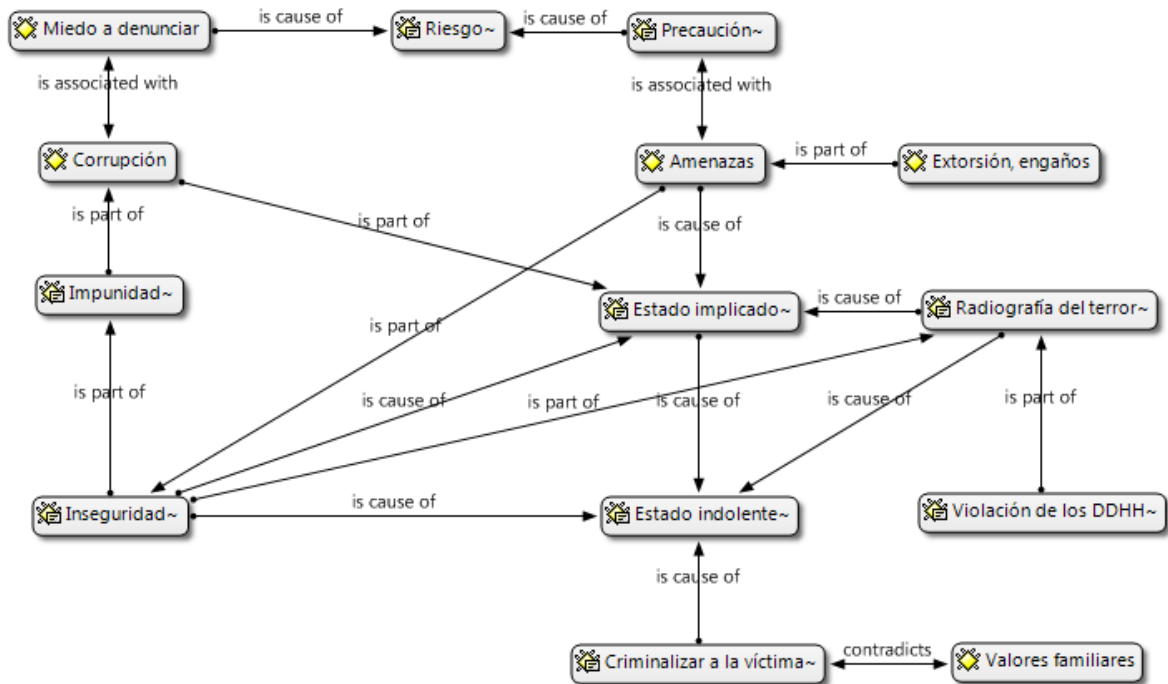 Miedo a denunciar
is cause of
Riesgo~
is cause of
Precaución~
is associated with
is associated with
Corrupción
Amenazas
is part of
Extorsión, engaños
is part of
is part of
is cause of
Impunidad~
Estado implicado~
is cause of
Radiografía del terror~
is part of
is part of
is cause of
is part of
is cause of
is cause of
is part of
Inseguridad~
is cause of
Estado indolente~
Violación de los DDHH~
is cause of
Criminalizar a la víctima~
contradicts
Valores familiares